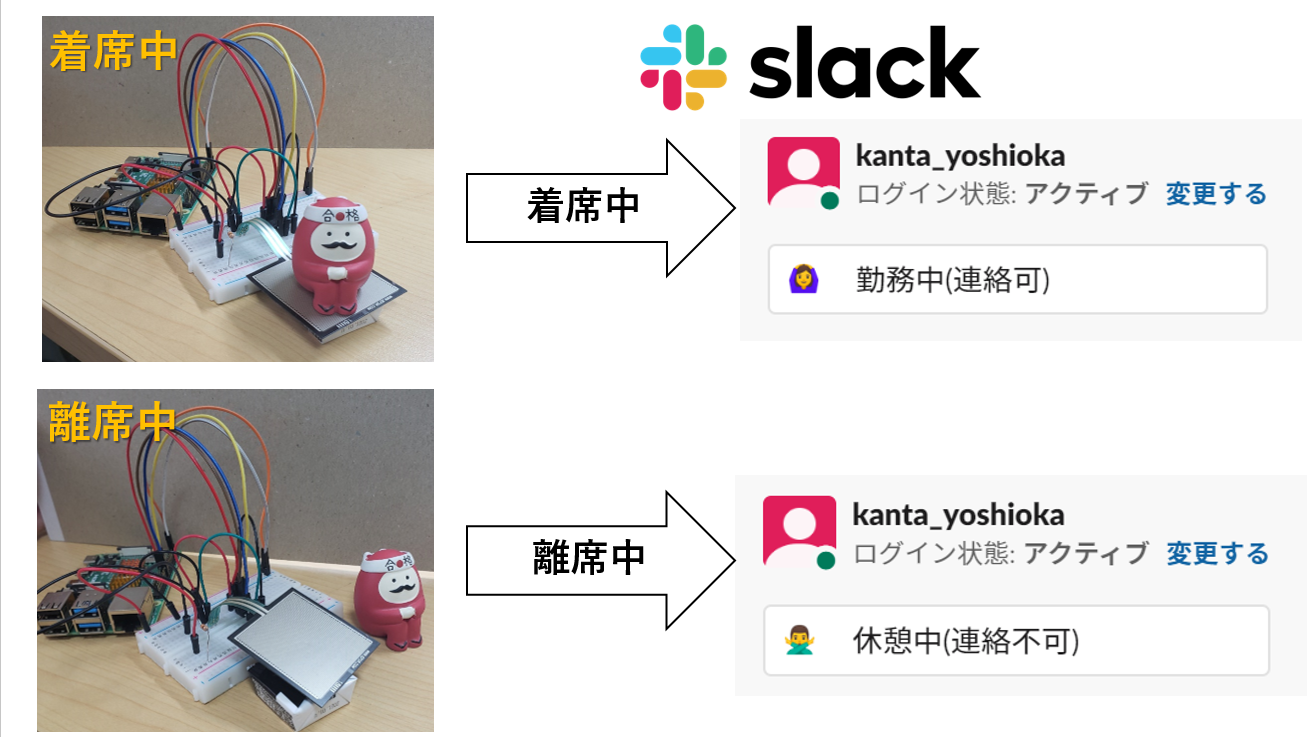 着席中
slack
着席中
kanta_yoshioka
ログイン状態: アクティブ 変更する
勤務中(連絡可)
合格
離席中
離席中
kanta_yoshioka
ログイン状態: アクティブ 変更する
休憩中(連絡不可)
合格